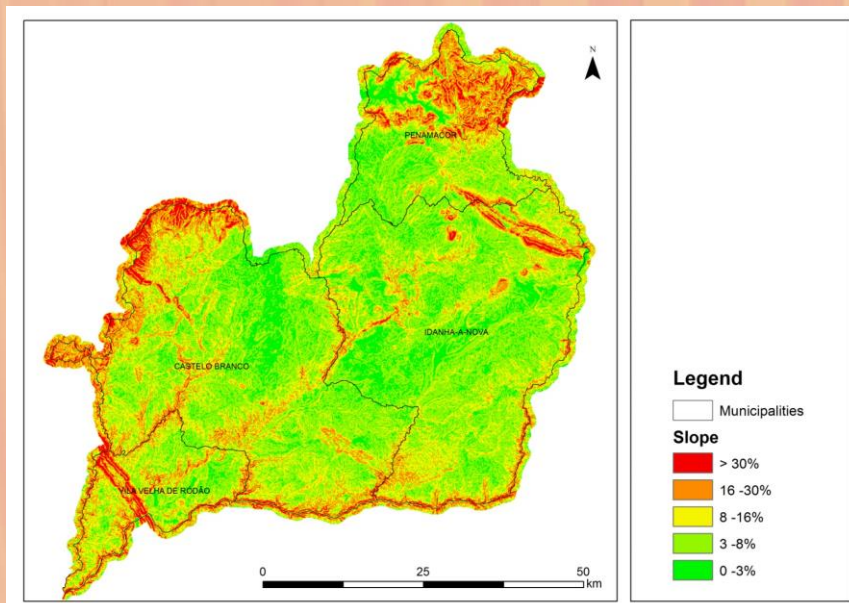 N
PENAMACOR
IDANHA-A-NOVA
CASTELO BRANCO
VILA VELHA DE RODÃO
0 25 50
km
Legend
Municipalities
Slope
> 30%
16 -30%
8 -16%
3 -8%
0 -3%